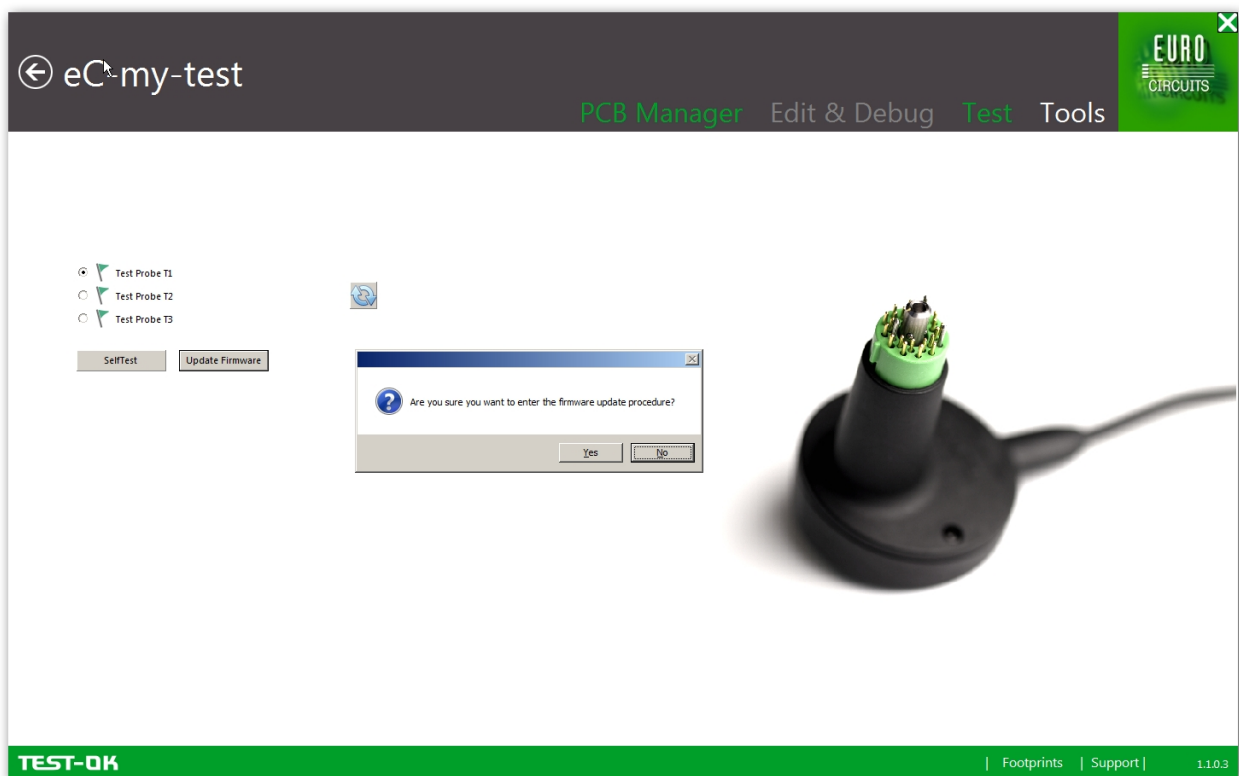 eC-my-test
PCB Manager Edit & Debug Test Tools
EURO
CIRCUITS
Test Probe T1
Test Probe T2
Test Probe T3
SelfTest Update Firmware
Are you sure you want to enter the firmware update procedure?
Yes No
TEST-OK | Footprints | Support | 1.1.0.3